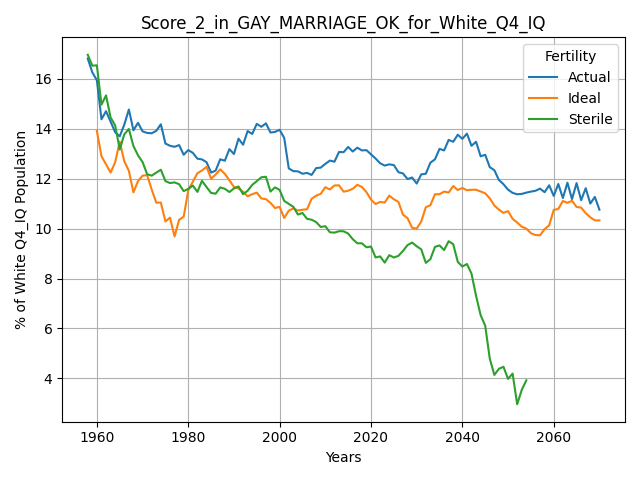 Score_2_in_GAY_MARRIAGE_OK_for_White_Q4_IQ
% of White Q4_IQ Population
16
14
12
10
8
6
4
Fertility
Actual
Ideal
Sterile
1960 1980 2000 2020 2040 2060
Years